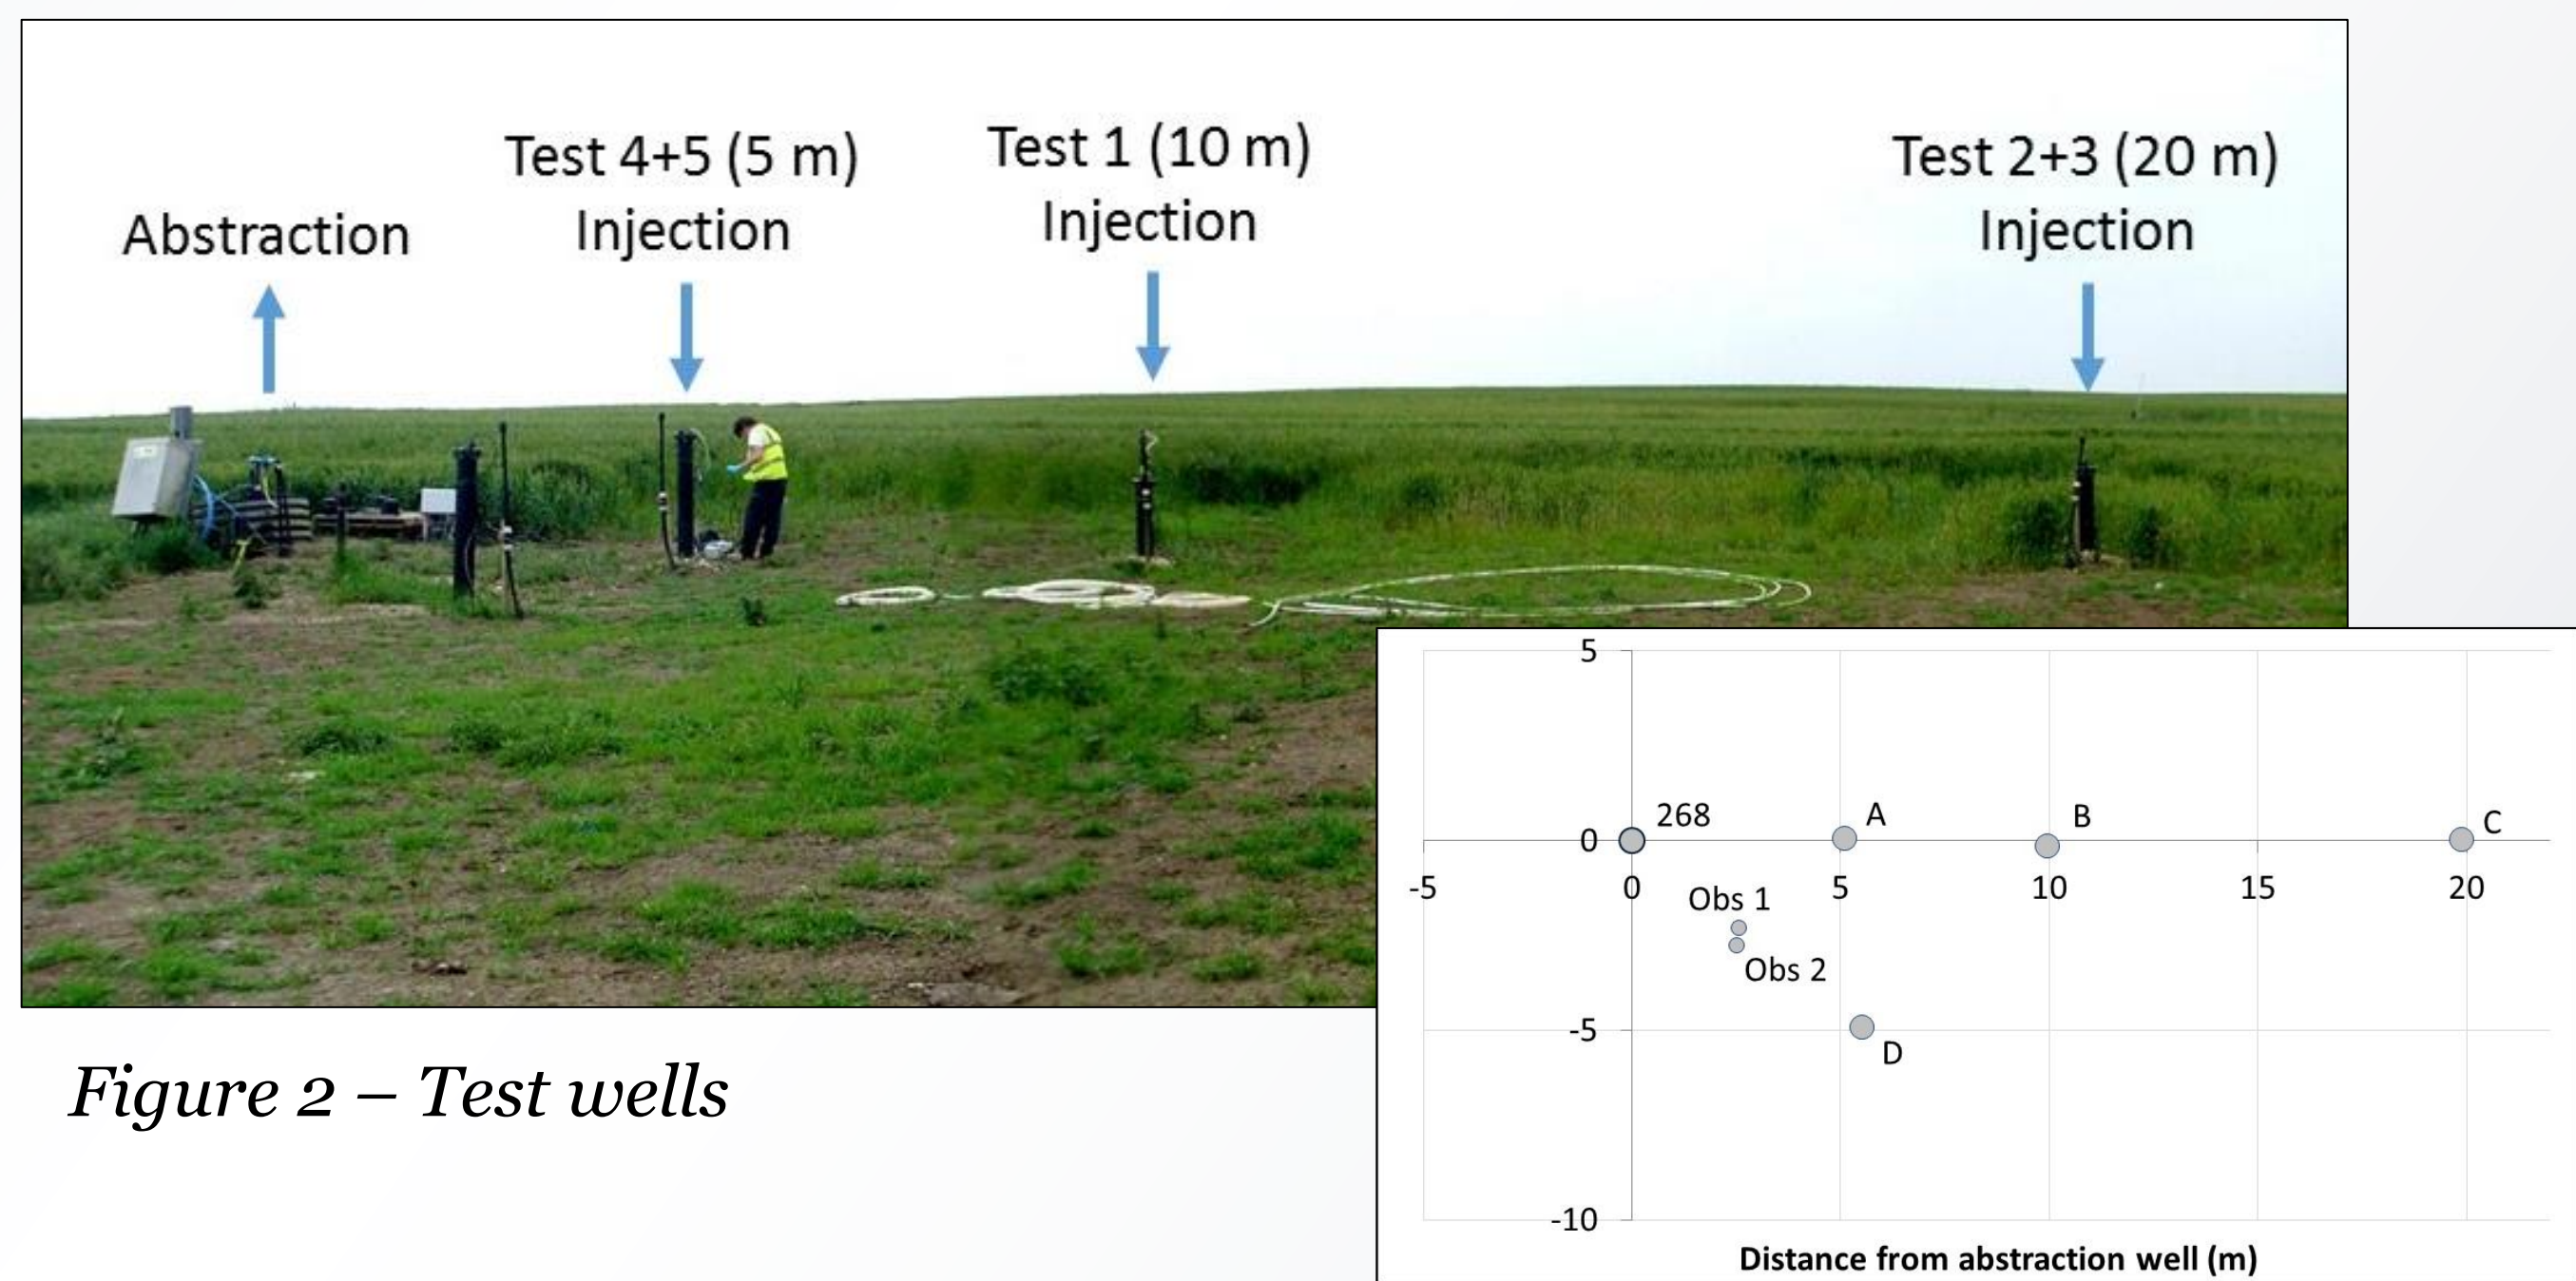 Abstraction
Test 4+5 (5 m)
Injection
Test 1 (10 m)
Injection
Test 2+3 (20 m)
Injection
5
0
-5
-10
-5
0
5
10
15
20
268
A
B
C
Obs 1
Obs 2
D
Distance from abstraction well (m)
Figure 2 – Test wells